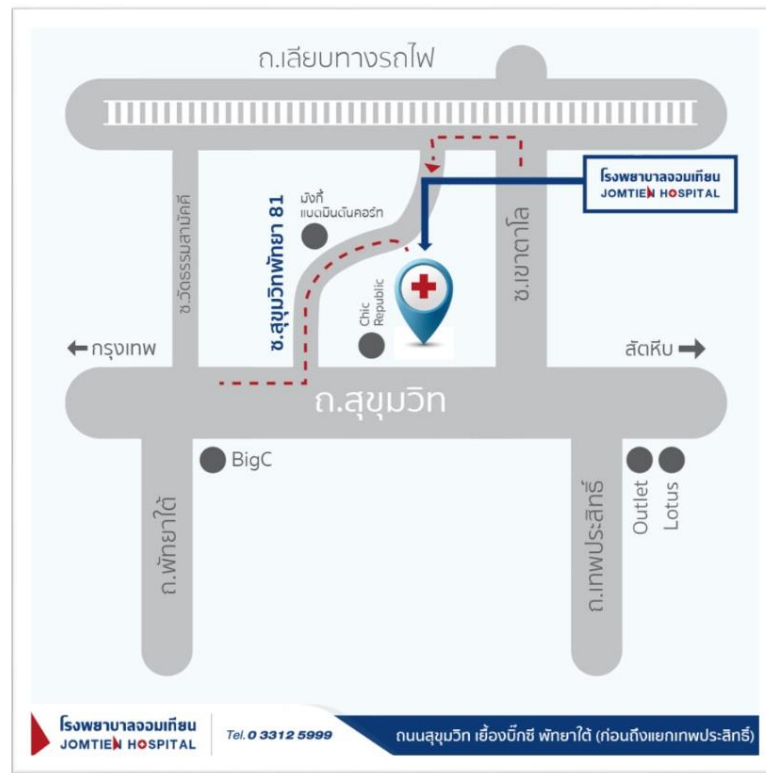 ถ.เลียบทางรถไฟ
โรงพยาบาลจอมเทียน
JOMTIEN HOSPITAL
ซ.วัดธรรมสามัคคี
ซ.สุขุมวิทพัทยา 81
มังกี้
แบดมินตันคอร์ท
ซ.เขาตาโล
Chic
Republic
กรุงเทพ
สัตหีบ
ถ.สุขุมวิท
BigC
ถ.พัทยาใต้
ถ.เทพประสิทธิ์
Outlet
Lotus
โรงพยาบาลจอมเทียน
JOMTIEN HOSPITAL
Tel. 0 3312 5999
ถนนสุขุมวิท เยื้องบิ๊กซี พัทยาใต้ (ก่อนถึงแยกเทพประสิทธิ์)